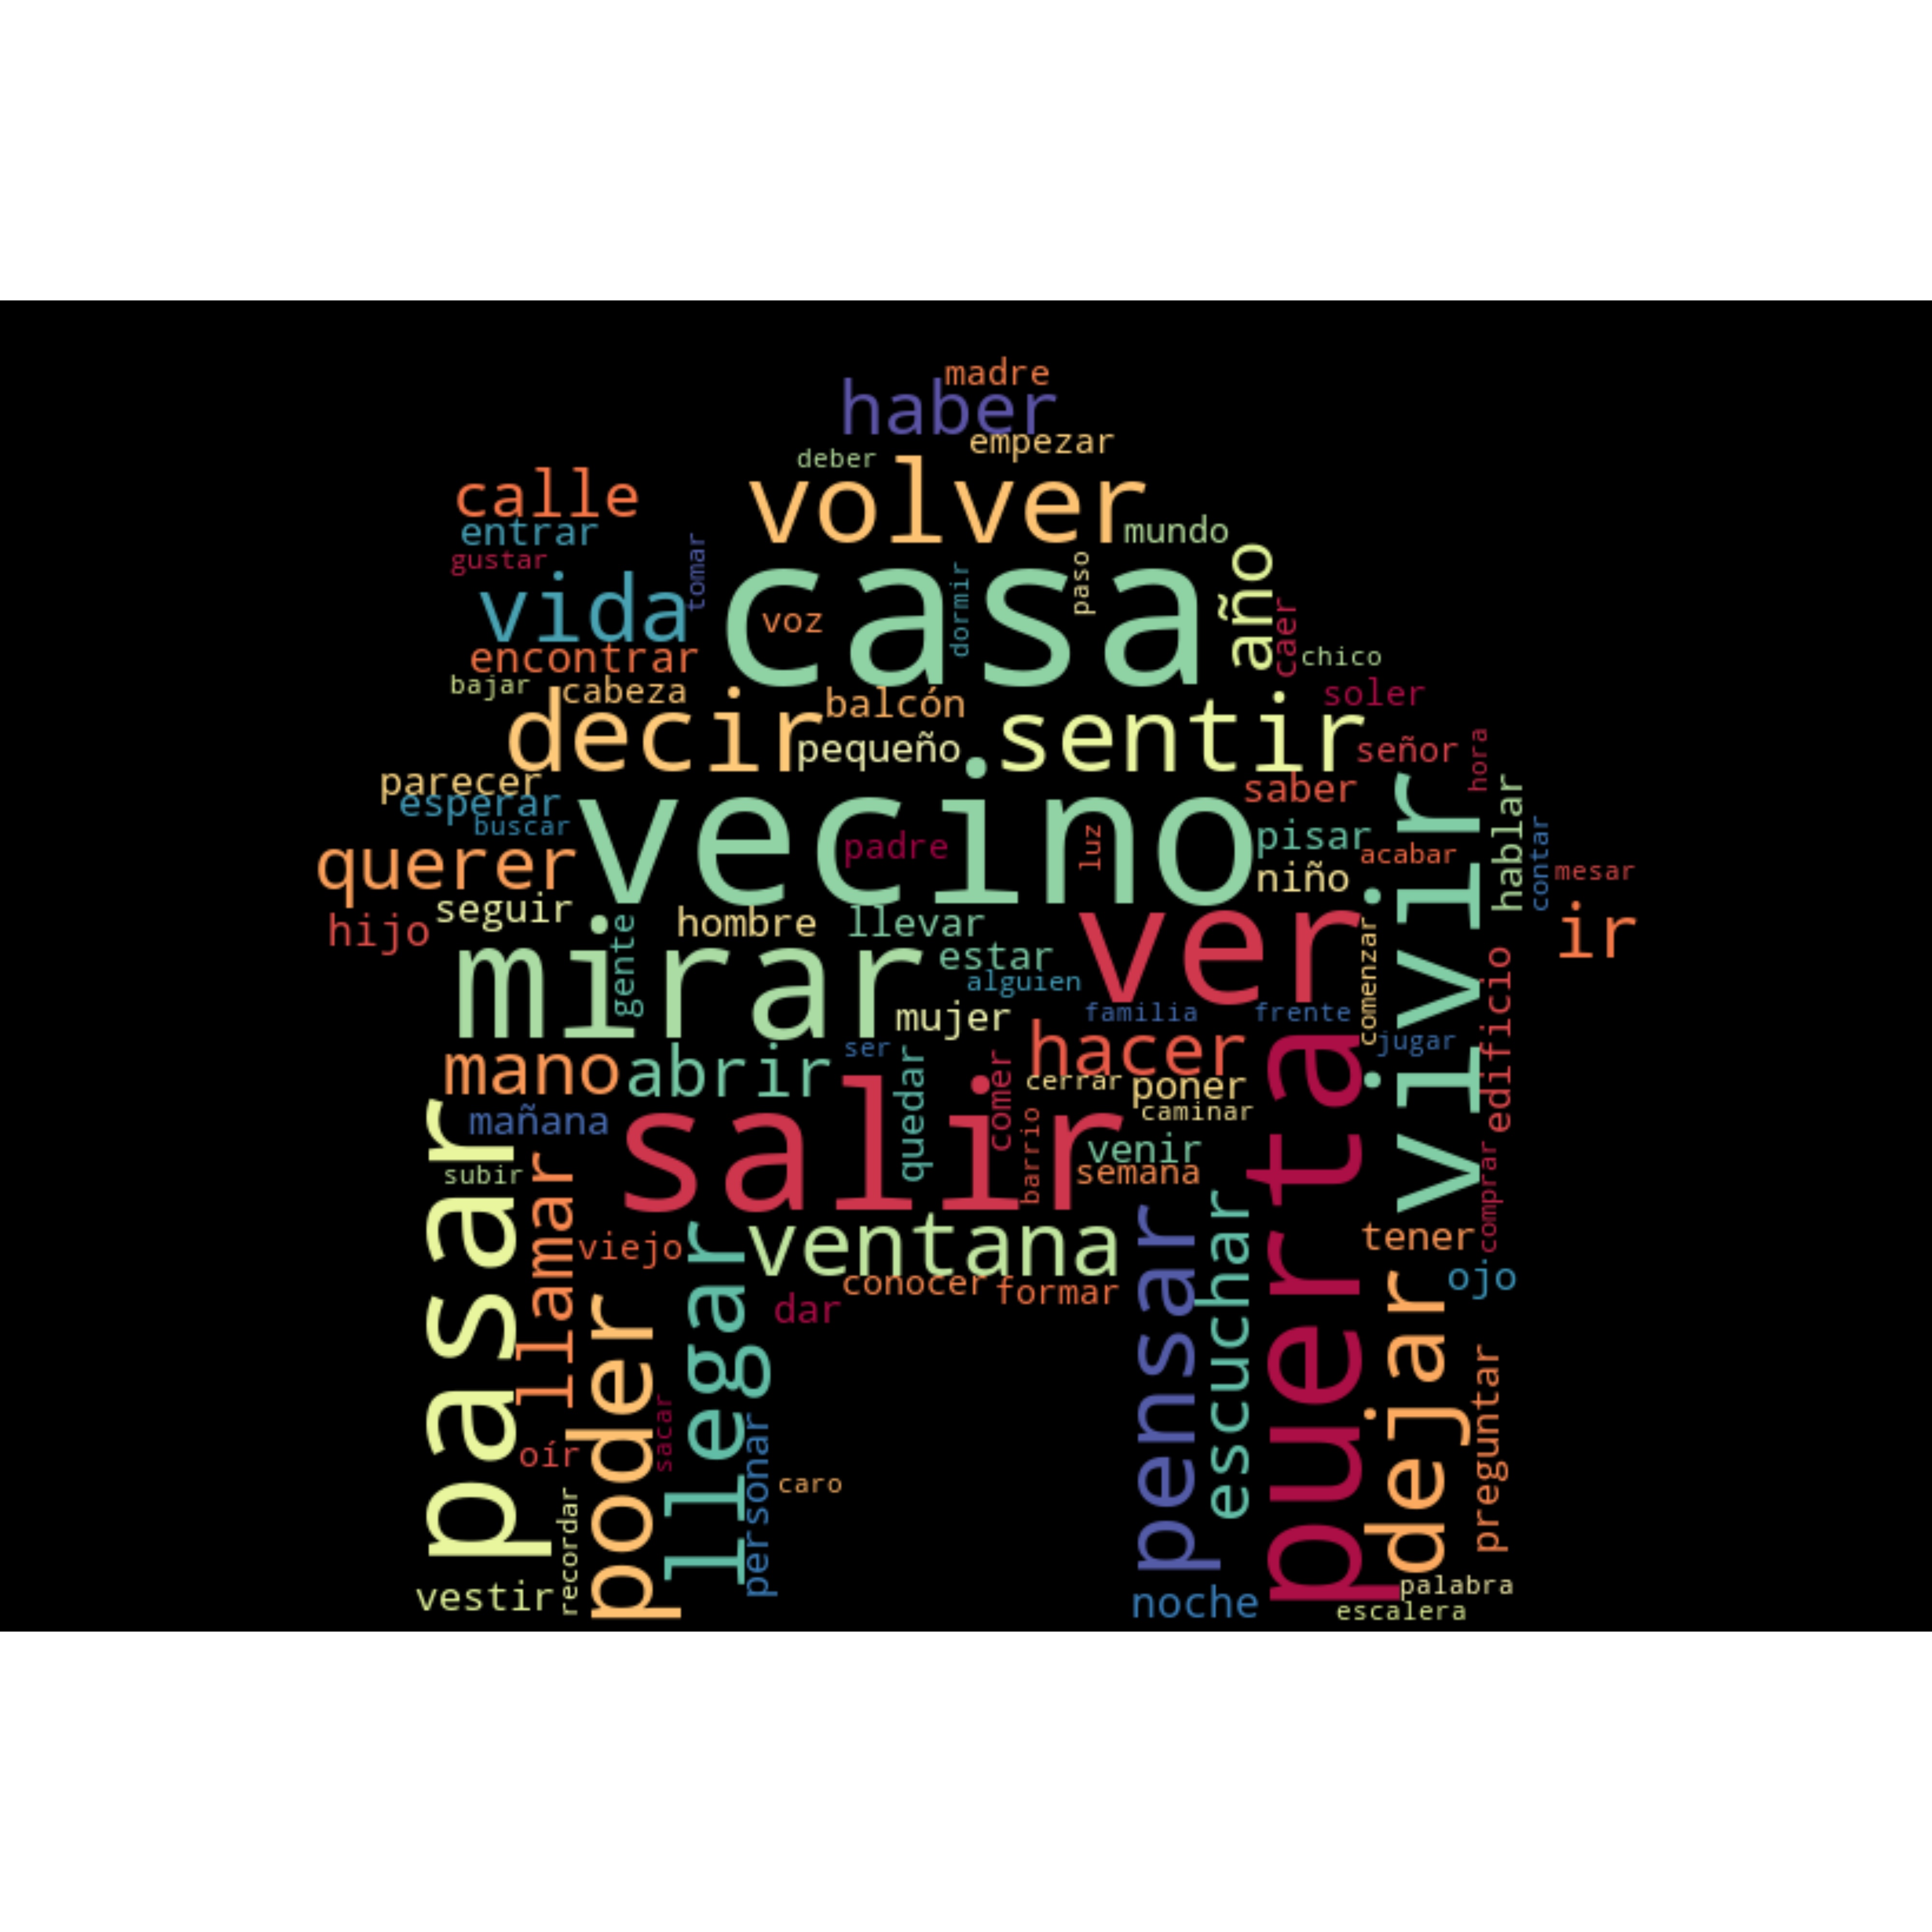 madre
haber
empezar
deber
calle
volver
entrar
mundo
gustar
tomar
casa
paso
año
vida
voz
dormir
caer
encontrar
chico
bajar
cabeza
balcón
soler
decir
sentir
pequeño
señor
hora
parecer
esperar
saber
vivir
hablar
buscar
vecino
padre
luz
pisar
contar
querer
acabar
mesar
niño
seguir
hijo
gente
hombre
llevar
ver
comenzar
ir
mirar
estar
alguien
edificio
mujer
familia
frente
puerta
jugar
mano
abrir
ser
quedar
hacer
comer
cerrar
poner
pasar
mañana
salir
barrio
caminar
venir
semana
comprar
subir
llamar
viejo
llegar
ventana
pensar
escuchar
tener
conocer
formar
dejar
ojo
poder
dar
preguntar
oír
sacar
personar
caro
recordar
vestir
noche
palabra
escalera